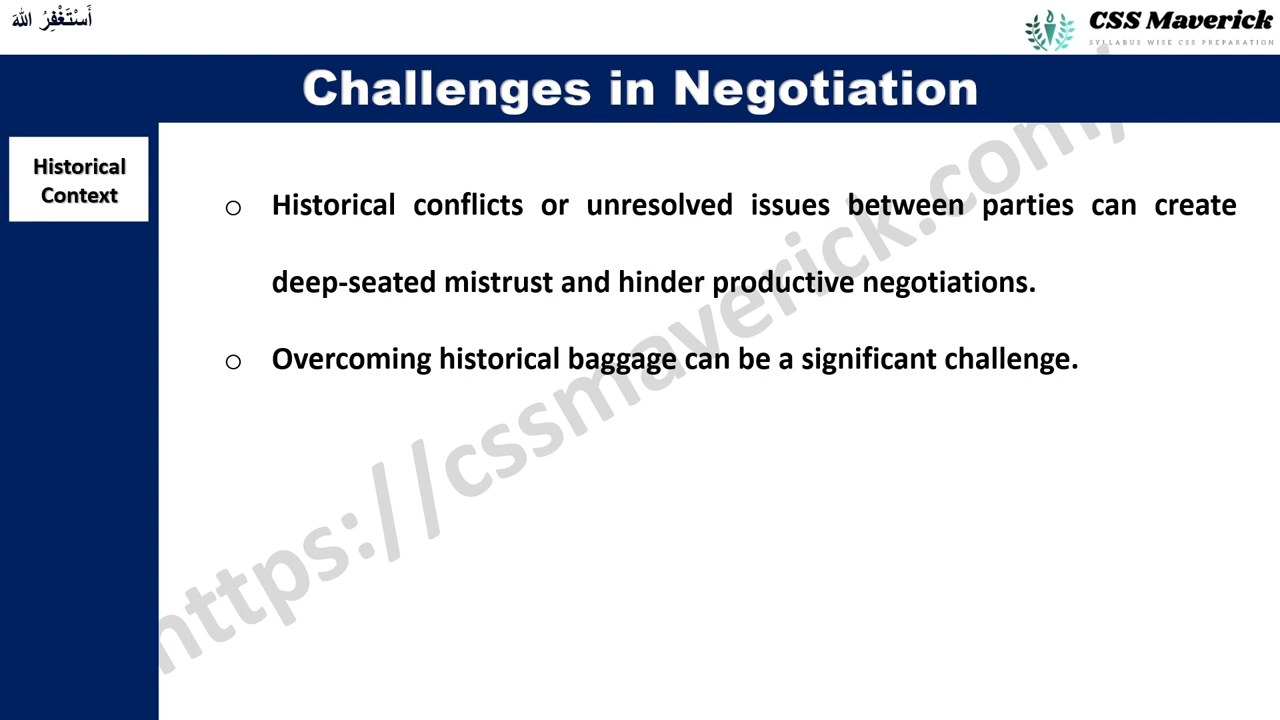 أَسْتَغْفِرُ اللهَ
CSS Maverick
SYLLABUS WISE CSS PREPARATION
Challenges in Negotiation
Historical
Context
o Historical conflicts or unresolved issues between parties can create
deep-seated mistrust and hinder productive negotiations.
o Overcoming historical baggage can be a significant challenge.
https://cssmaverick.com/